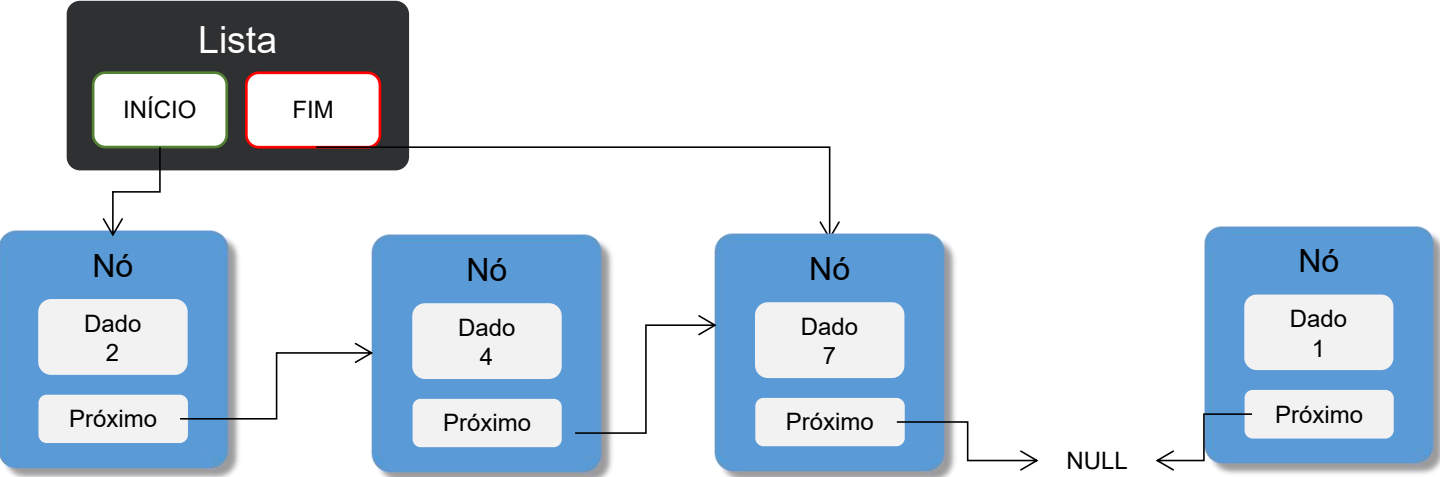 Lista
INÍCIO
FIM
Nó
Dado
2
Próximo
Nó
Dado
4
Próximo
Nó
Dado
7
Próximo
NULL
Nó
Dado
1
Próximo